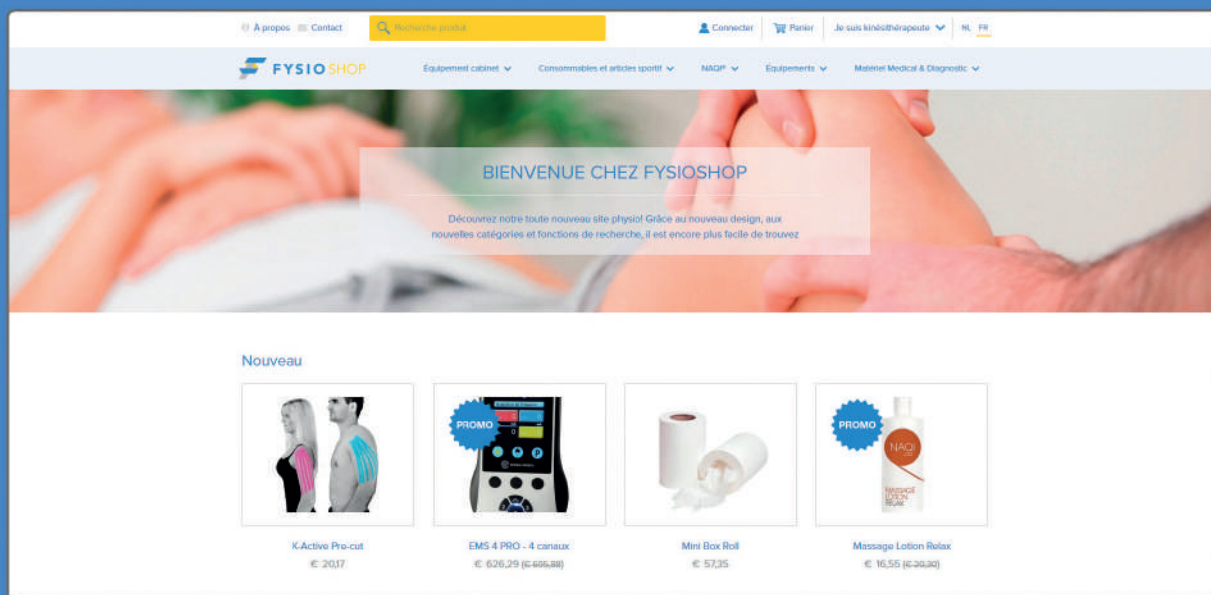 À propos Contact Recherche produit Connecter Panier Je suis kinésithérapeute NL FR
FYSIOSHOP Équipement cabinet Consommables et articles sportif NAQI® Equipements Matériel Medical & Diagnostic
BIENVENUE CHEZ FYSIOSHOP
Découvrez notre toute nouveau site physio! Grâce au nouveau design, aux
nouvelles catégories et fonctions de recherche, il est encore plus facile de trouvez
Nouveau
PROMO
PROMO
NAQI
MASSAGE
LOTION
RELAX
K-Active Pre-cut EMS 4 PRO - 4 canaux Mini Box Roll Massage Lotion Relax
€ 20,17 € 626,29 (€ 695,88) € 57,35 € 16,55 (€ 20,30)